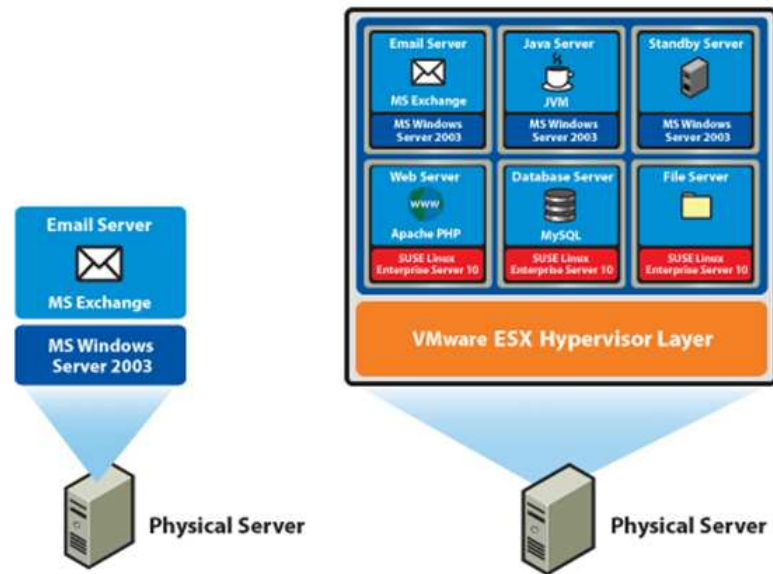 Email Server
MS Exchange
MS Windows
Server 2003
Physical Server
Email Server
MS Exchange
MS Windows
Server 2003
Java Server
JVM
MS Windows
Server 2003
Standby Server
MS Windows
Server 2003
Web Server
www
Apache PHP
SUSE Linux
Enterprise Server 10
Database Server
MySQL
SUSE Linux
Enterprise Server 10
File Server
SUSE Linux
Enterprise Server 10
VMware ESX Hypervisor Layer
Physical Server